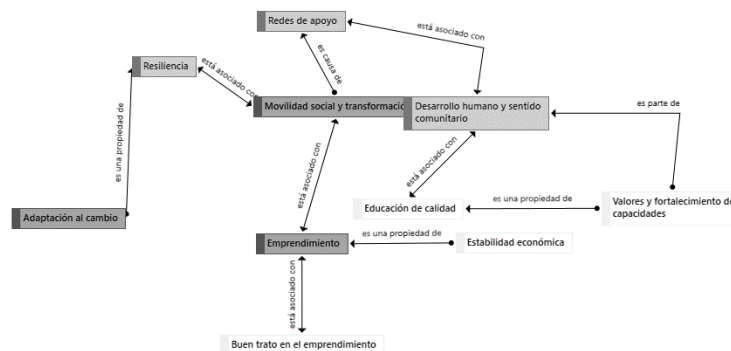 Redes de apoyo
está asociado con
es causa de
Resiliencia
está asociado con
es una propiedad de
Movilidad social y transformació
Desarrollo humano y sentido
comunitario
es parte de
está asociado con
está asociado con
Educación de calidad
es una propiedad de
Valores y fortalecimiento de
capacidades
Adaptación al cambio
Emprendimiento
es una propiedad de
Estabilidad económica
está asociado con
Buen trato en el emprendimiento